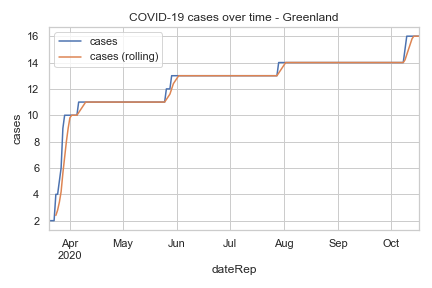 COVID-19 cases over time - Greenland
cases
cases (rolling)
16
14
12
10
8
6
4
2
cases
Apr May Jun Jul Aug Sep Oct
2020
dateRep